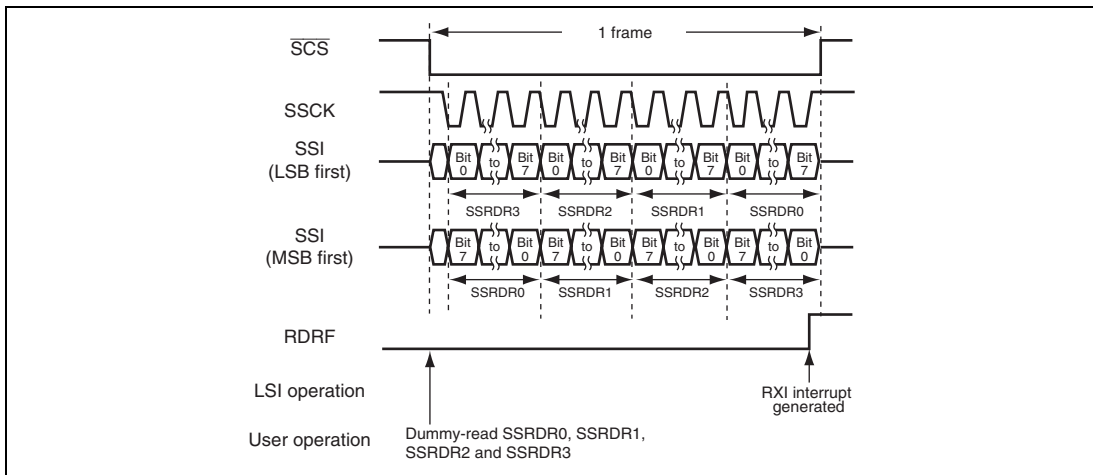 SCS
1 frame
SSCK
SSI
(LSB first)
Bit 0 to Bit 7 Bit 0 to Bit 7 Bit 0 to Bit 7 Bit 0 to Bit 7
SSRDR3 SSRDR2 SSRDR1 SSRDR0
SSI
(MSB first)
Bit 7 to Bit 0 Bit 7 to Bit 0 Bit 7 to Bit 0 Bit 7 to Bit 0
SSRDR0 SSRDR1 SSRDR2 SSRDR3
RDRF
LSI operation
RXI interrupt
generated
User operation
Dummy-read SSRDR0, SSRDR1,
SSRDR2 and SSRDR3